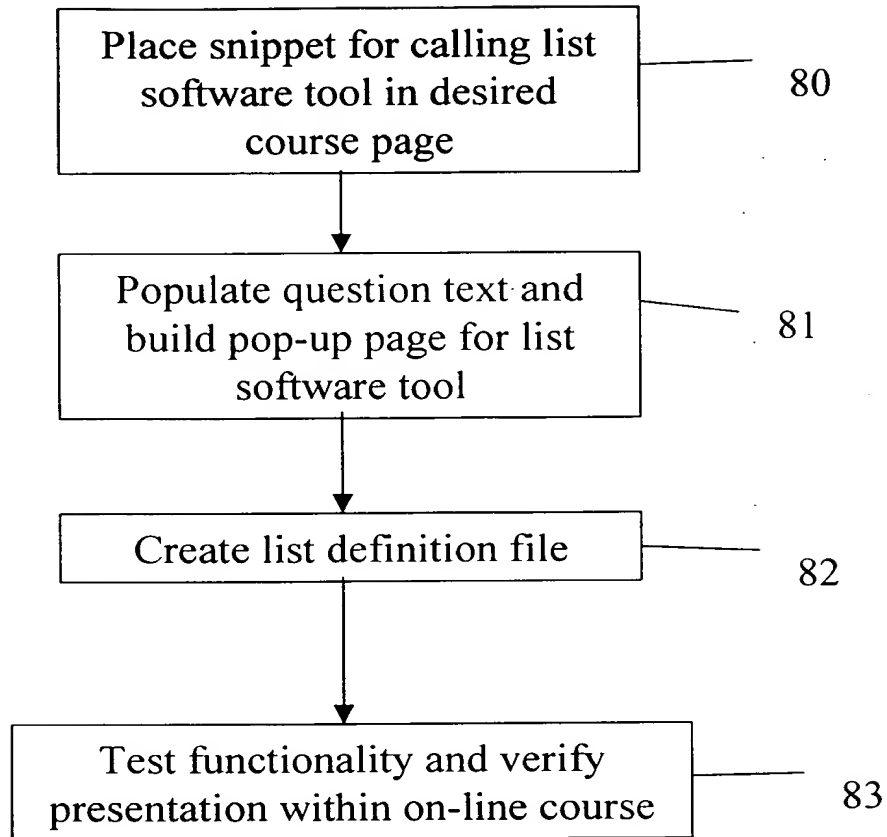 Place snippet for calling list
software tool in desired
course page
80
Populate question text and
build pop-up page for list
software tool
81
Create list definition file
82
Test functionality and verify
presentation within on-line course
83